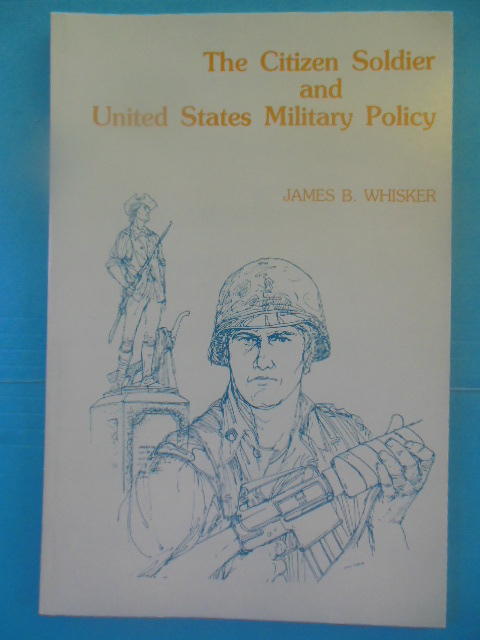 The Citizen Soldier
and
United States Military Policy
JAMES B. WHISKER